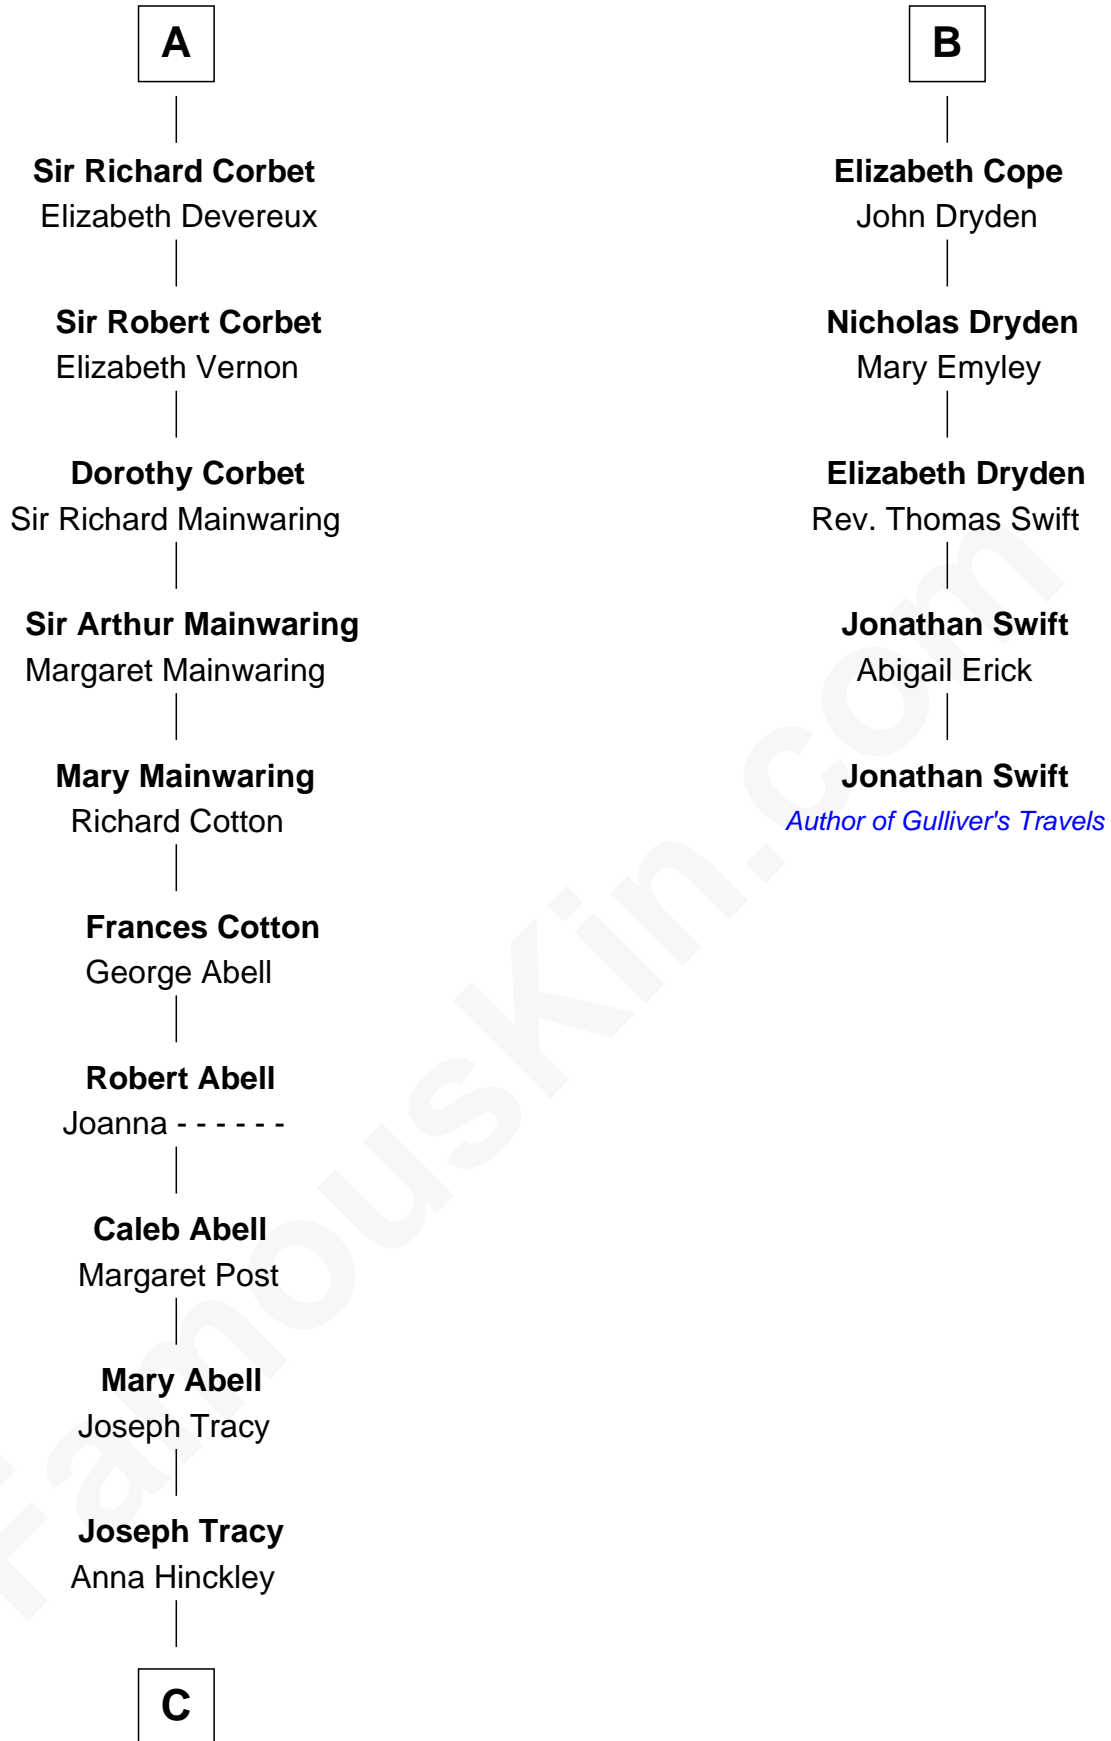 A
Sir Richard Corbet
Elizabeth Devereux
Sir Robert Corbet
Elizabeth Vernon
Dorothy Corbet
Sir Richard Mainwaring
Sir Arthur Mainwaring
Margaret Mainwaring
Mary Mainwaring
Richard Cotton
Frances Cotton
George Abell
Robert Abell
Joanna - - - - - -
Caleb Abell
Margaret Post
Mary Abell
Joseph Tracy
Joseph Tracy
Anna Hinckley
C
B
Elizabeth Cope
John Dryden
Nicholas Dryden
Mary Emyley
Elizabeth Dryden
Rev. Thomas Swift
Jonathan Swift
Abigail Erick
Jonathan Swift
Author of Gulliver's Travels
FamousKin.com